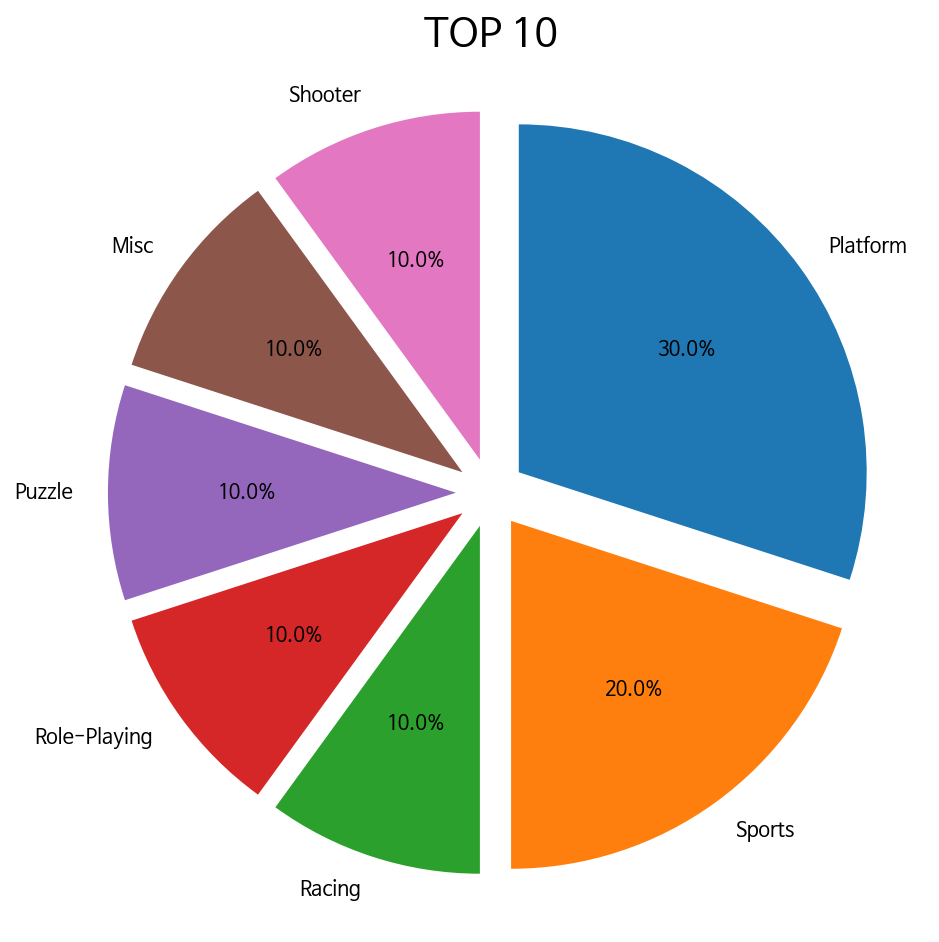 TOP 10
Shooter
Platform
Misc
10.0%
10.0%
30.0%
Puzzle
10.0%
10.0%
20.0%
10.0%
Role-Playing
Sports
Racing